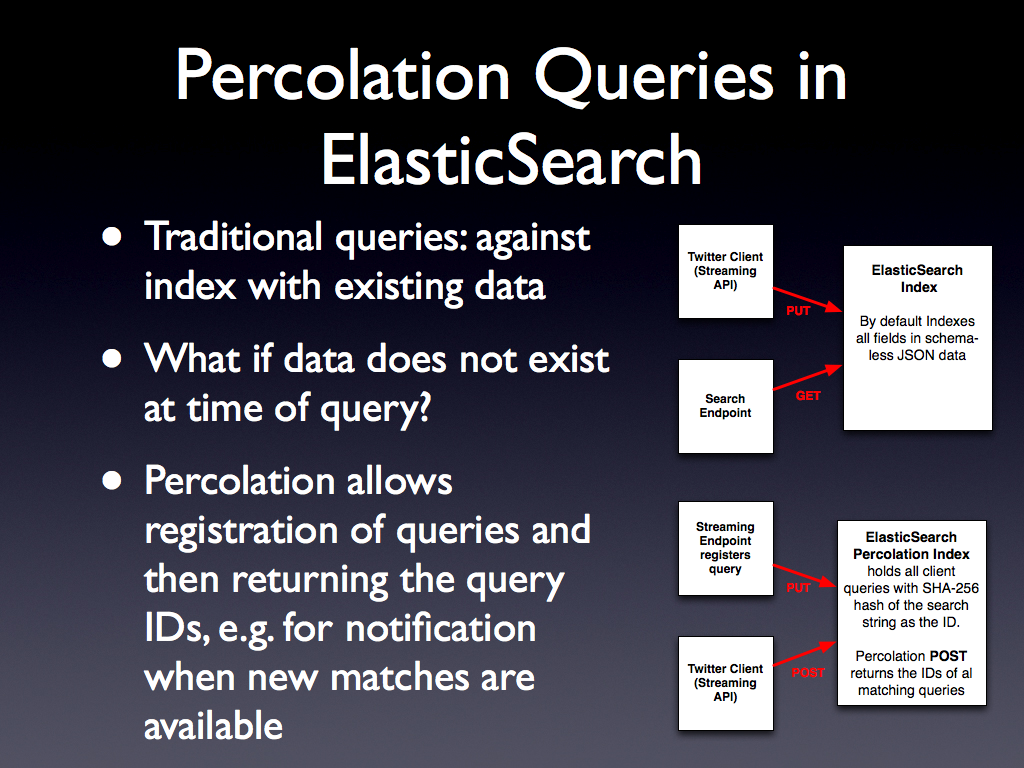 Percolation Queries in
ElasticSearch
• Traditional queries: against
index with existing data
• What if data does not exist
at time of query?
• Percolation allows
registration of queries and
then returning the query
IDs, e.g. for notification
when new matches are
available
Twitter Client
(Streaming
API)
PUT
Search
Endpoint
GET
ElasticSearch
Index
By default Indexes
all fields in schema-
less JSON data
Streaming
Endpoint
registers
query
PUT
Twitter Client
(Streaming
API)
POST
ElasticSearch
Percolation Index
holds all client
queries with SHA-256
hash of the search
string as the ID.
Percolation POST
returns the IDs of al
matching queries